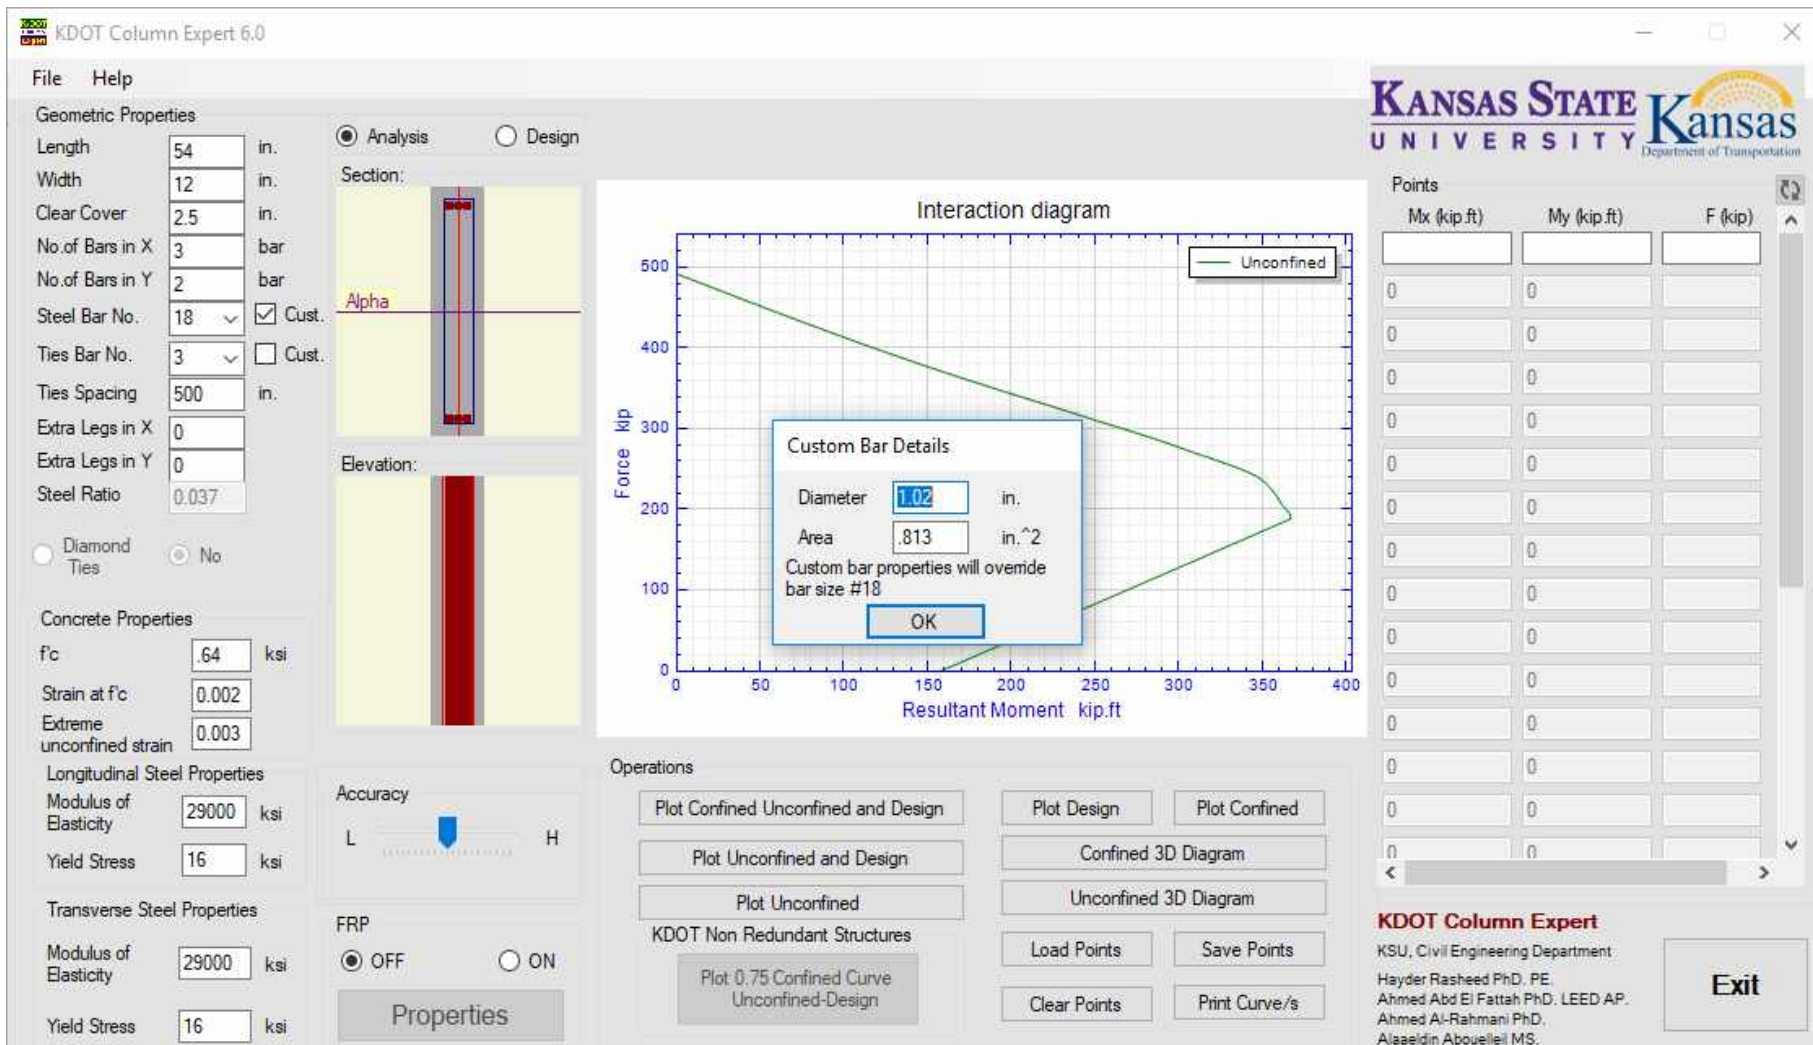 KDOT Column Expert 6.0
File Help
KANSAS STATE
UNIVERSITY
Kansas
Department of Transportation
Geometric Properties
Length 54 in.
Width 12 in.
Clear Cover 2.5 in.
No.of Bars in X 3 bar
No.of Bars in Y 2 bar
Steel Bar No. 18 Cust.
Ties Bar No. 3 Cust.
Ties Spacing 500 in.
Extra Legs in X 0
Extra Legs in Y 0
Steel Ratio 0.037
Diamond
Ties
No
Concrete Properties
f'c .64 ksi
Strain at f'c 0.002
Extreme
unconfined strain 0.003
Longitudinal Steel Properties
Modulus of
Elasticity 29000 ksi
Yield Stress 16 ksi
Transverse Steel Properties
Modulus of
Elasticity 29000 ksi
Yield Stress 16 ksi
Analysis Design
Section:
Alpha
Elevation:
Accuracy
L H
FRP
OFF ON
Properties
Interaction diagram
Unconfined
500
400
300
200
100
0
Force kip
0 50 100 150 200 250 300 350 400
Resultant Moment kip.ft
Custom Bar Details
Diameter 1.02 in.
Area .813 in.^2
Custom bar properties will override
bar size #18
OK
Operations
Plot Confined Unconfined and Design
Plot Unconfined and Design
Plot Unconfined
KDOT Non Redundant Structures
Plot 0.75 Confined Curve
Unconfined-Design
Plot Design Plot Confined
Confined 3D Diagram
Unconfined 3D Diagram
Load Points Save Points
Clear Points Print Curve/s
Points
Mx (kip.ft) My (kip.ft) F (kip)
0 0
0 0
0 0
0 0
0 0
0 0
0 0
0 0
0 0
0 0
0 0
0 0
0 0
0 0
KDOT Column Expert
KSU, Civil Engineering Department
Hayder Rasheed PhD. PE.
Ahmed Abd El Fattah PhD. LEED AP.
Ahmed Al-Rahmani PhD.
Alaaeldin Abouelleil MS.
Exit